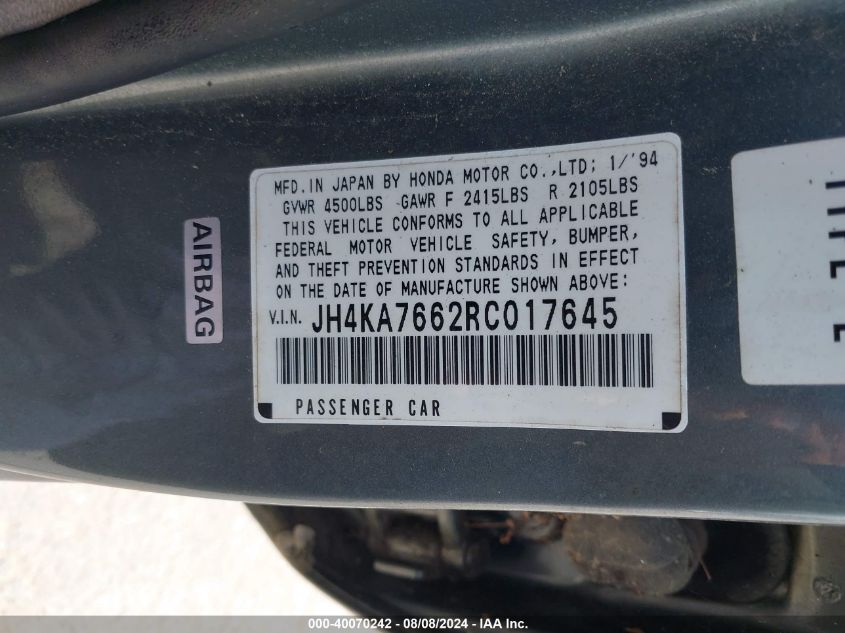 MFD.IN JAPAN BY HONDA MOTOR CO.,LTD; 1/'94
GVWR 4500LBS GAWR F 2415LBS R 2105LBS
THIS VEHICLE CONFORMS TO ALL APPLICABLE
FEDERAL MOTOR VEHICLE SAFETY, BUMPER,
AND THEFT PREVENTION STANDARDS IN EFFECT
ON THE DATE OF MANUFACTURE SHOWN ABOVE:
V.I.N. JH4KA7662RC017645
PASSENGER CAR
AIRBAG
000-40070242 - 08/08/2024 - IAAI.com